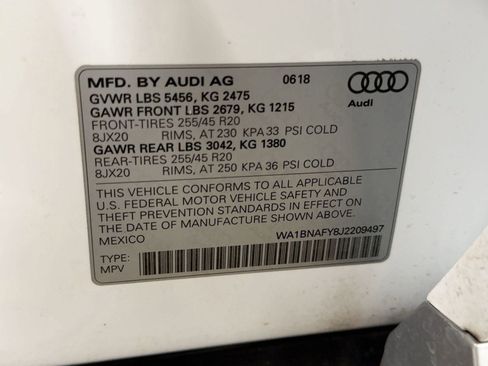 MFD. BY AUDI AG 0618
GVWR LBS 5456, KG 2475
GAWR FRONT LBS 2679, KG 1215
FRONT-TIRES 255/45 R20
8JX20 RIMS, AT 230 KPA 33 PSI COLD
GAWR REAR LBS 3042, KG 1380
REAR-TIRES 255/45 R20
8JX20 RIMS, AT 250 KPA 36 PSI COLD
Audi
THIS VEHICLE CONFORMS TO ALL APPLICABLE
U.S. FEDERAL MOTOR VEHICLE SAFETY AND
THEFT PREVENTION STANDARDS IN EFFECT ON
THE DATE OF MANUFACTURE SHOWN ABOVE.
MEXICO WA1BNAFY8J2209497
TYPE:
MPV